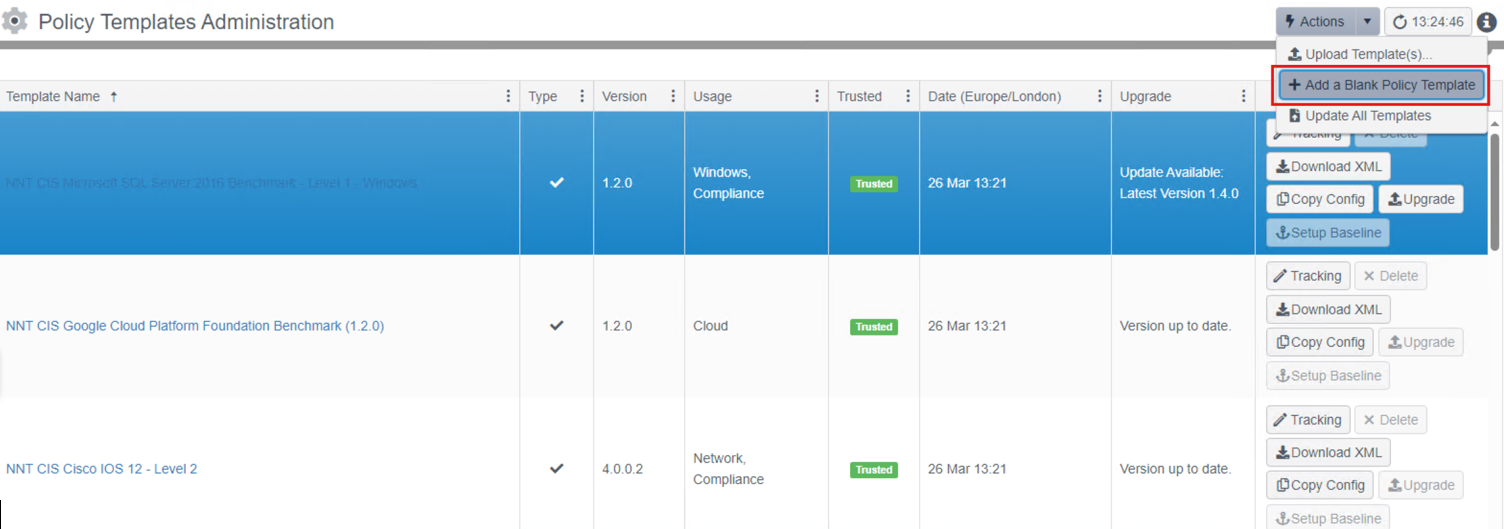 Policy Templates Administration
Actions
13:24:46
Upload Template(s)...
Add a Blank Policy Template
Update All Templates
Template Name
Type
Version
Usage
Trusted
Date (Europe/London)
Upgrade
NNT CIS Microsoft SQL Server 2016 Benchmark - Level 1 - Windows
1.2.0
Windows,
Compliance
Trusted
26 Mar 13:21
Update Available:
Latest Version 1.4.0
Tracking
Delete
Download XML
Copy Config
Upgrade
Setup Baseline
NNT CIS Google Cloud Platform Foundation Benchmark (1.2.0)
1.2.0
Cloud
Trusted
26 Mar 13:21
Version up to date.
Tracking
Delete
Download XML
Copy Config
Upgrade
Setup Baseline
NNT CIS Cisco IOS 12 - Level 2
4.0.0.2
Network,
Compliance
Trusted
26 Mar 13:21
Version up to date.
Tracking
Delete
Download XML
Copy Config
Upgrade
Setup Baseline